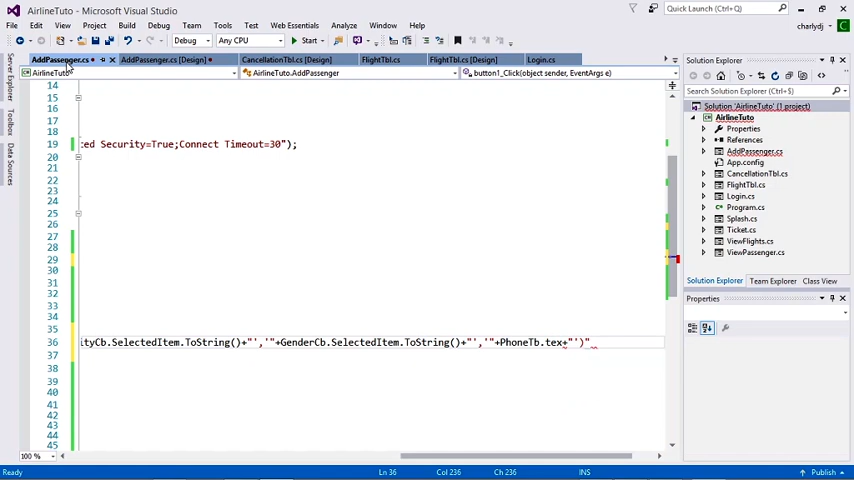 AirlineTuto - Microsoft Visual Studio
Quick Launch (Ctrl+Q)
File Edit View Project Build Debug Team Tools Test Web Essentials Analyze Window Help
charlydj
Debug Any CPU Start
AddPassenger.cs AddPassenger.cs [Design] CancellationTbl.cs [Design] FlightTbl.cs FlightTbl.cs [Design] Login.cs
AirlineTuto AirlineTuto.AddPassenger button1_Click(object sender, EventArgs e)
Server Explorer
Toolbox
Data Sources
14
15
16
17
18
19 ted Security=True;Connect Timeout=30");
20
21
22
23
24
25
26
27
28
29
30
31
32
33
34
35
36 ityCb.SelectedItem.ToString()+"','"+GenderCb.SelectedItem.ToString()+"','"+PhoneTb.tex+"')"
37
38
39
40
41
42
43
44
45
100 %
Solution Explorer
Search Solution Explorer (Ctrl+$)
Solution 'AirlineTuto' (1 project)
AirlineTuto
Properties
References
AddPassenger.cs
App.config
CancellationTbl.cs
FlightTbl.cs
Login.cs
Program.cs
Splash.cs
Ticket.cs
ViewFlights.cs
ViewPassenger.cs
Solution Explorer Team Explorer Class View
Properties
Ready Ln 36 Col 236 Ch 236 INS Publish